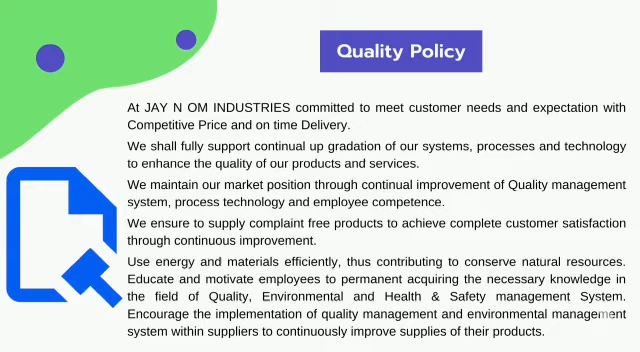 Quality Policy
At JAY N OM INDUSTRIES committed to meet customer needs and expectation with
Competitive Price and on time Delivery.
We shall fully support continual up gradation of our systems, processes and technology
to enhance the quality of our products and services.
We maintain our market position through continual improvement of Quality management
system, process technology and employee competence.
We ensure to supply complaint free products to achieve complete customer satisfaction
through continuous improvement.
Use energy and materials efficiently, thus contributing to conserve natural resources.
Educate and motivate employees to permanent acquiring the necessary knowledge in
the field of Quality, Environmental and Health & Safety management System.
Encourage the implementation of quality management and environmental management
system within suppliers to continuously improve supplies of their products.